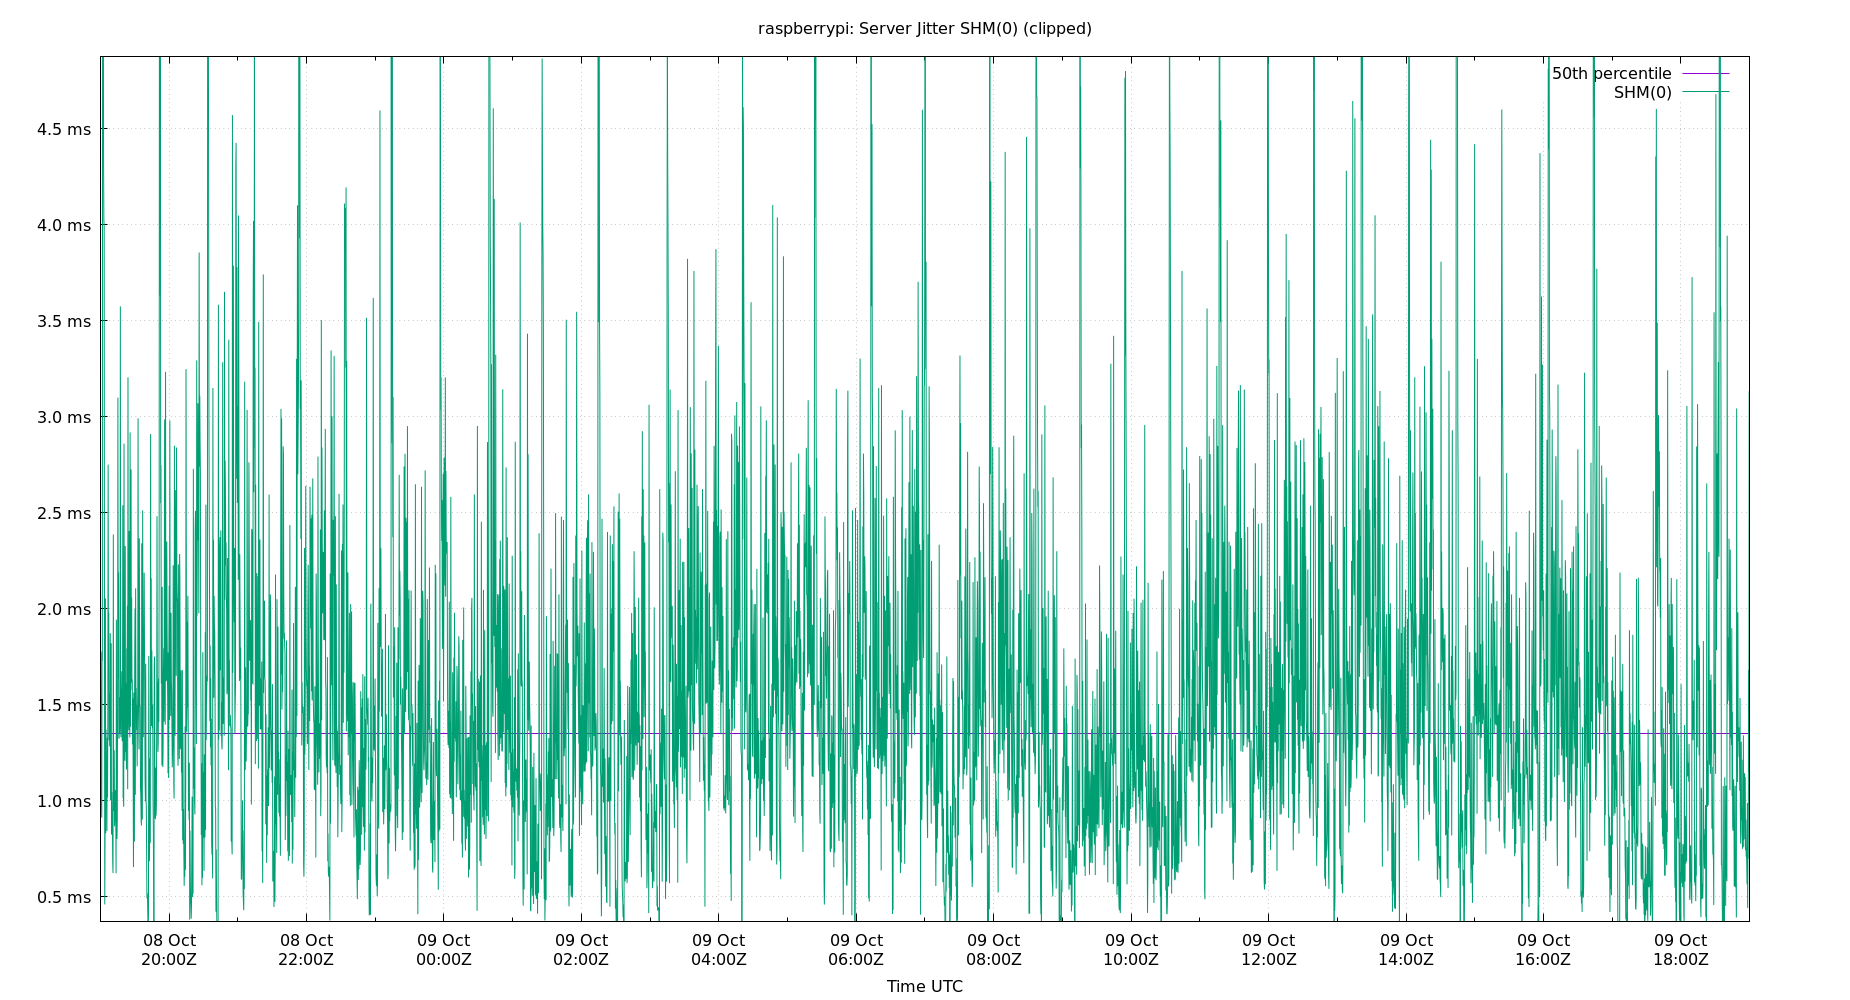 raspberrypi: Server Jitter SHM(0) (clipped)
50th percentile
SHM(0)
4.5 ms
4.0 ms
3.5 ms
3.0 ms
2.5 ms
2.0 ms
1.5 ms
1.0 ms
0.5 ms
08 Oct 08 Oct 09 Oct 09 Oct 09 Oct 09 Oct 09 Oct 09 Oct 09 Oct 09 Oct 09 Oct 09 Oct
20:00Z 22:00Z 00:00Z 02:00Z 04:00Z 06:00Z 08:00Z 10:00Z 12:00Z 14:00Z 16:00Z 18:00Z
Time UTC